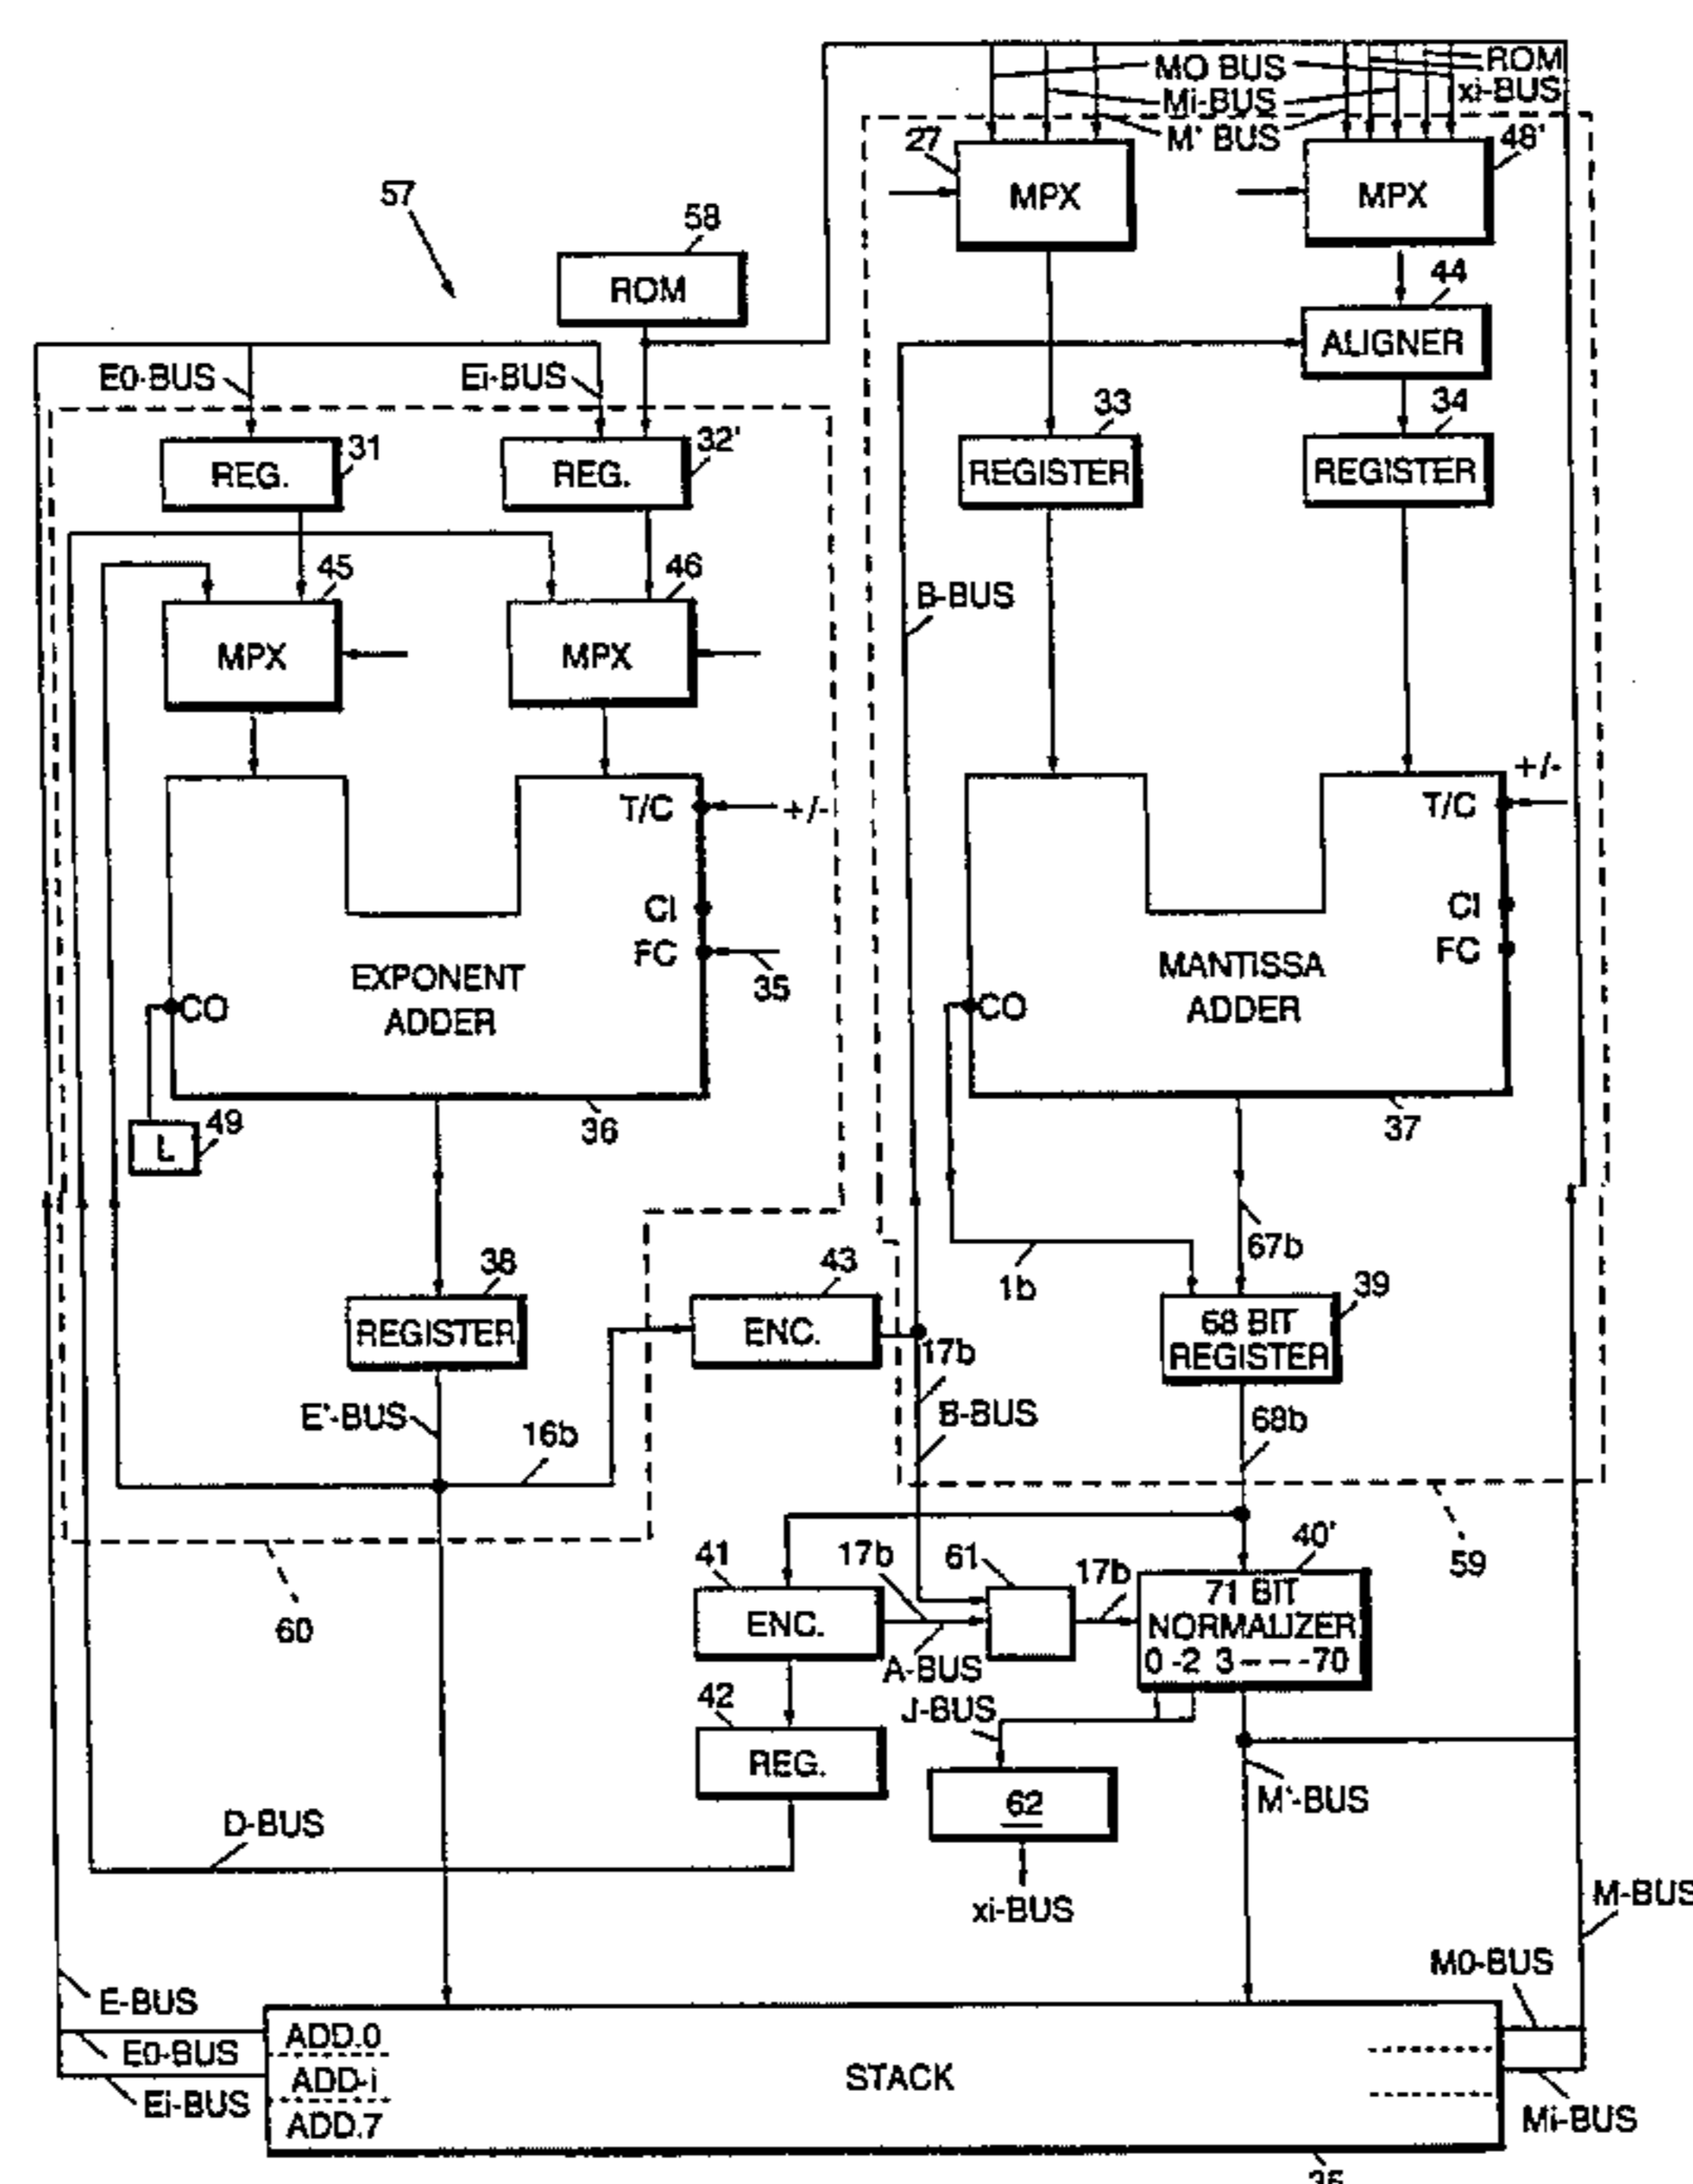 MO BUS
ROM
Mi-BUS
xi-BUS
M' BUS
27
MPX
48'
MPX
57
58
ROM
44
ALIGNER
E0-BUS
Ei-BUS
31
REG.
32'
REG.
33
REGISTER
34
REGISTER
45
MPX
46
MPX
B-BUS
T/C
+/-
T/C
+/-
CI
FC
35
CI
FC
EXPONENT
ADDER
MANTISSA
ADDER
CO
CO
L
49
36
37
67b
1b
38
REGISTER
43
ENC.
39
68 BIT
REGISTER
17b
E'-BUS
16b
B-BUS
68b
59
60
41
ENC.
17b
61
17b
40'
71 BIT
NORMALIZER
0 -2 3 - - - -70
A-BUS
42
REG.
J-BUS
62
M'-BUS
D-BUS
xi-BUS
M-BUS
M0-BUS
E-BUS
E0-BUS
Ei-BUS
ADD.0
ADD-i
ADD.7
STACK
Mi-BUS